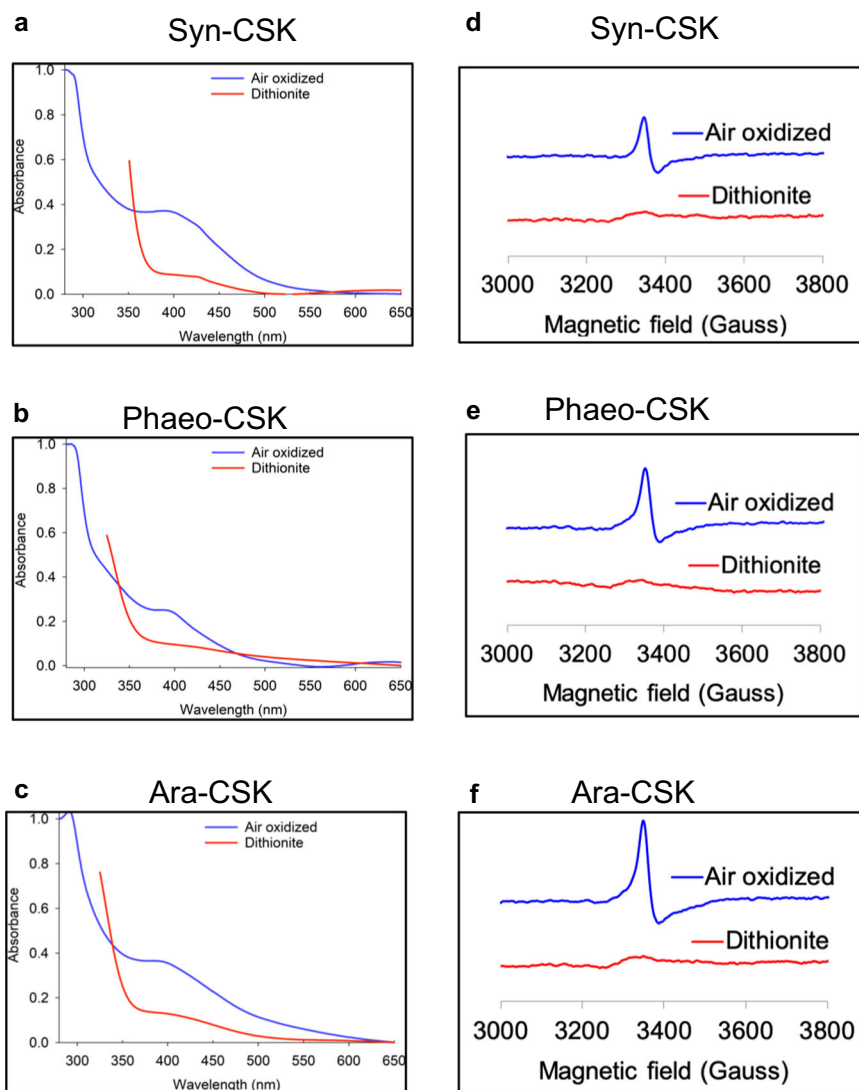 a
Syn-CSK
1.0
0.8
0.6
0.4
0.2
0.0
Absorbance
Air oxidized
Dithionite
300 350 400 450 500 550 600 650
Wavelength (nm)
d
Syn-CSK
Air oxidized
Dithionite
3000 3200 3400 3600 3800
Magnetic field (Gauss)
b
Phaeo-CSK
1.0
0.8
0.6
0.4
0.2
0.0
Absorbance
Air oxidized
Dithionite
300 350 400 450 500 550 600 650
Wavelength (nm)
e
Phaeo-CSK
Air oxidized
Dithionite
3000 3200 3400 3600 3800
Magnetic field (Gauss)
c
Ara-CSK
1.0
0.8
0.6
0.4
0.2
0.0
Absorbance
Air oxidized
Dithionite
300 350 400 450 500 550 600 650
Wavelength (nm)
f
Ara-CSK
Air oxidized
Dithionite
3000 3200 3400 3600 3800
Magnetic field (Gauss)